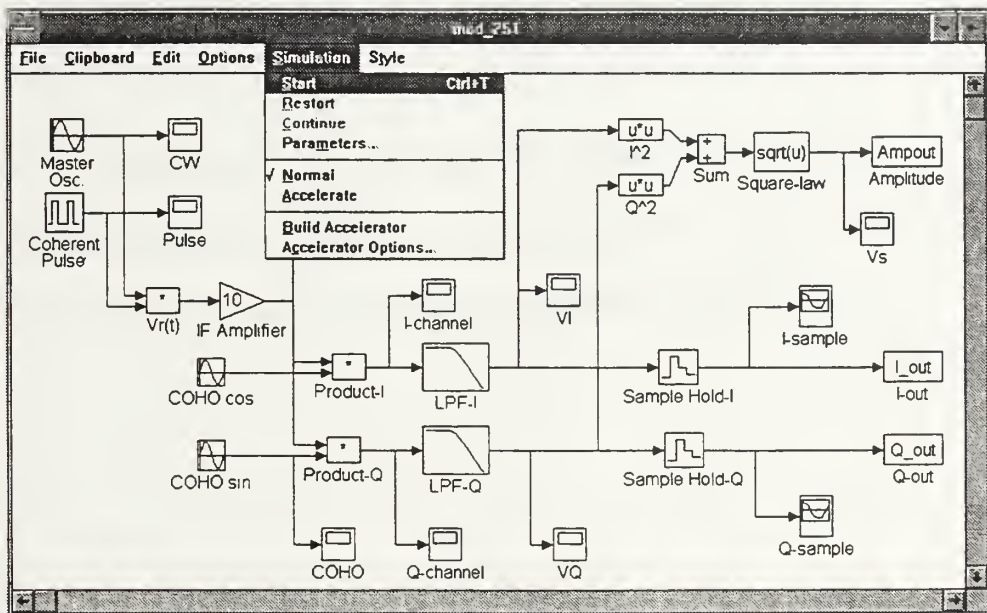 mod_251
File Clipboard Edit Options Simulation Style
Start Ctrl+T
Restart
Continue
Parameters...
√ Normal
Accelerate
Build Accelerator
Accelerator Options...
Master
Osc.
CW
Coherent
Pulse
Pulse
*
Vr(t)
10
IF Amplifier
u*u
I^2
u*u
Q^2
+
+
Sum
sqrt(u)
Square-law
Ampout
Amplitude
Vs
I-channel
VI
I-sample
COHO cos
*
Product-I
LPF-I
Sample Hold-I
I_out
I-out
COHO sin
*
Product-Q
LPF-Q
Sample Hold-Q
Q_out
Q-out
COHO
Q-channel
VQ
Q-sample